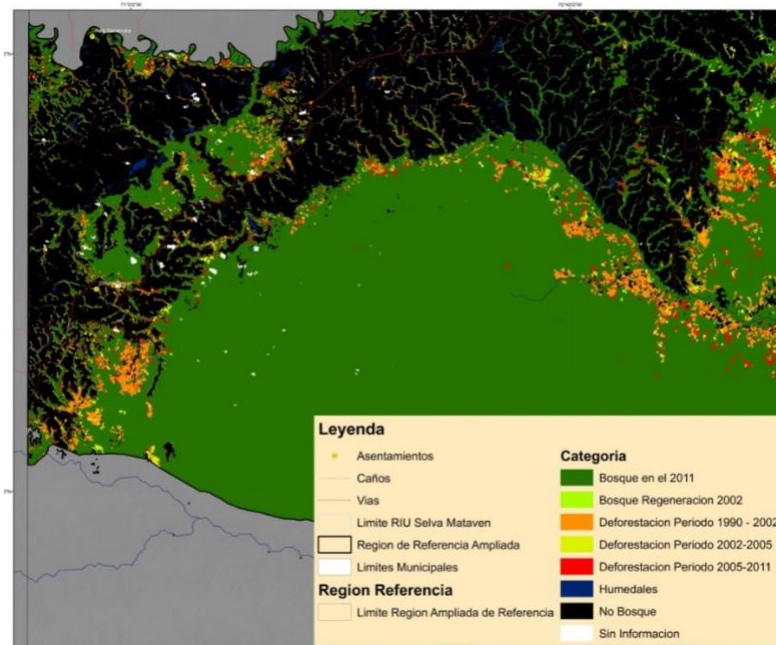 Leyenda
Asentamientos
Caños
Vias
Limite RIU Selva Mataven
Region de Referencia Ampliada
Limites Municipales
Region Referencia
Limite Region Ampliada de Referencia
Categoria
Bosque en el 2011
Bosque Regeneracion 2002
Deforestacion Periodo 1990 - 2002
Deforestacion Periodo 2002-2005
Deforestacion Periodo 2005-2011
Humedales
No Bosque
Sin Informacion